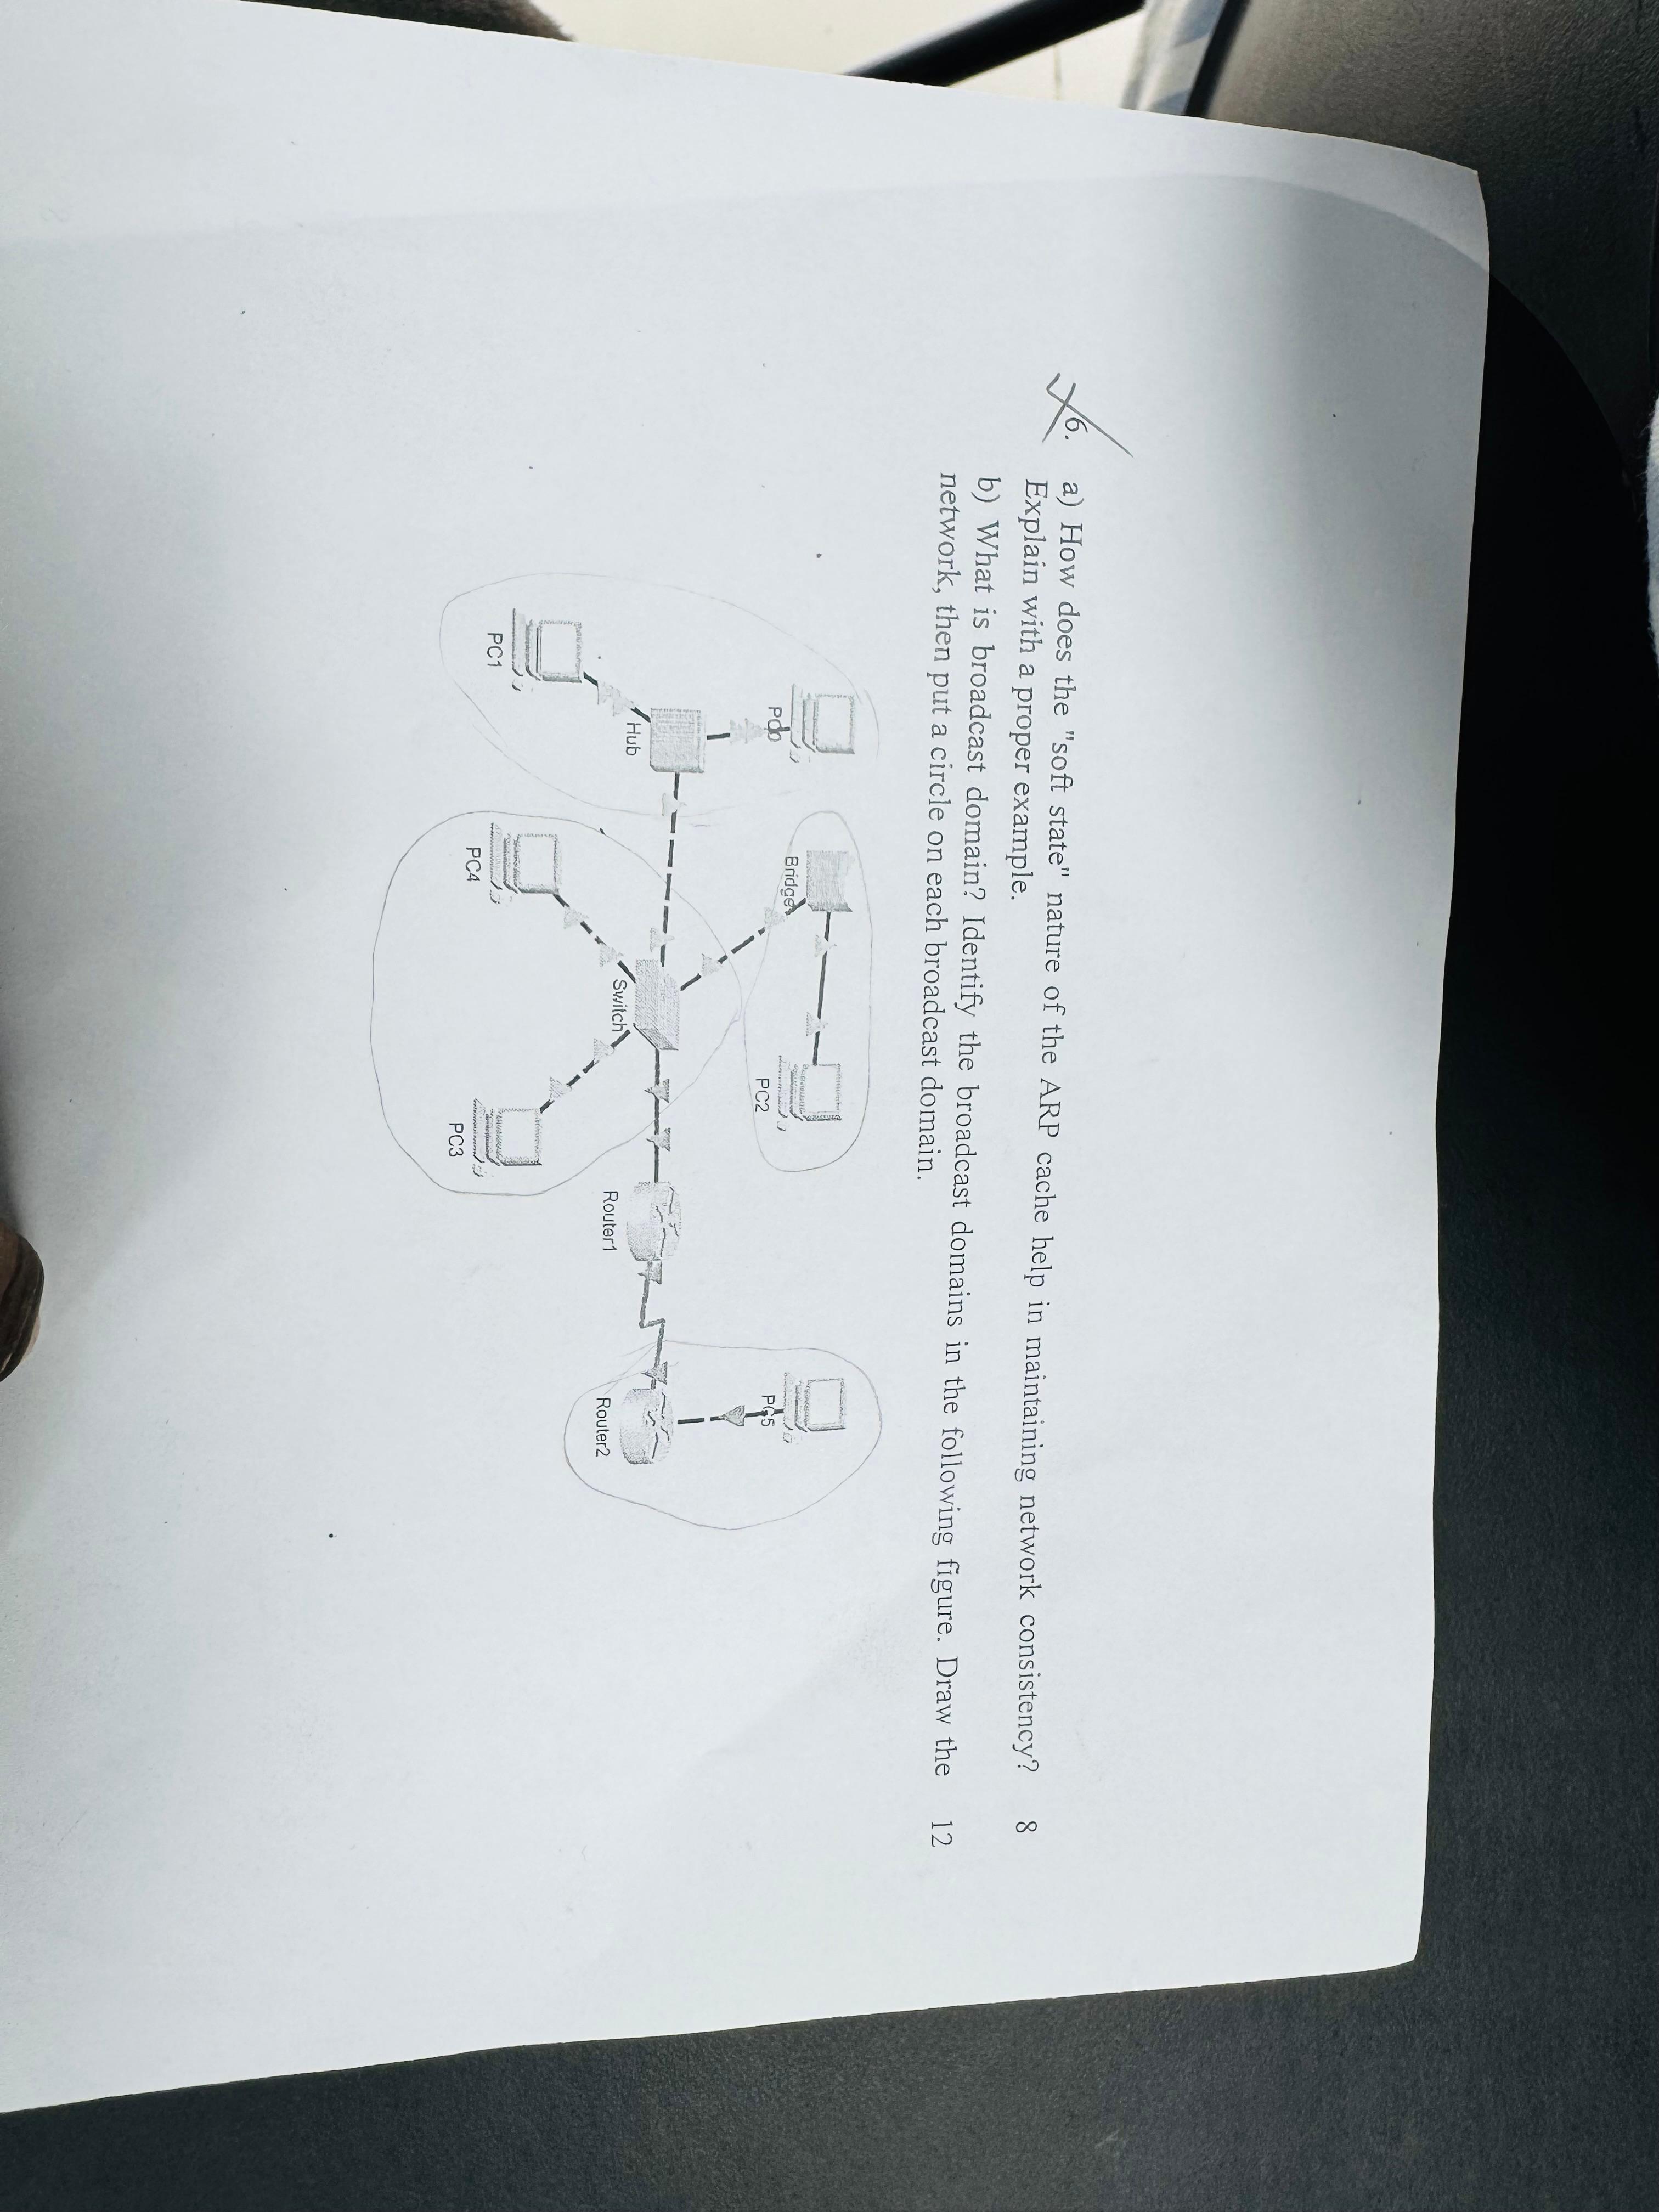 6. a) How does the "soft state" nature of the ARP cache help in maintaining network consistency? 8
Explain with a proper example.
b) What is broadcast domain? Identify the broadcast domains in the following figure. Draw the 12
network, then put a circle on each broadcast domain.
Bridge
PC2
PC5
Hub
Switch
Router1
Router2
PC1
PC4
PC3